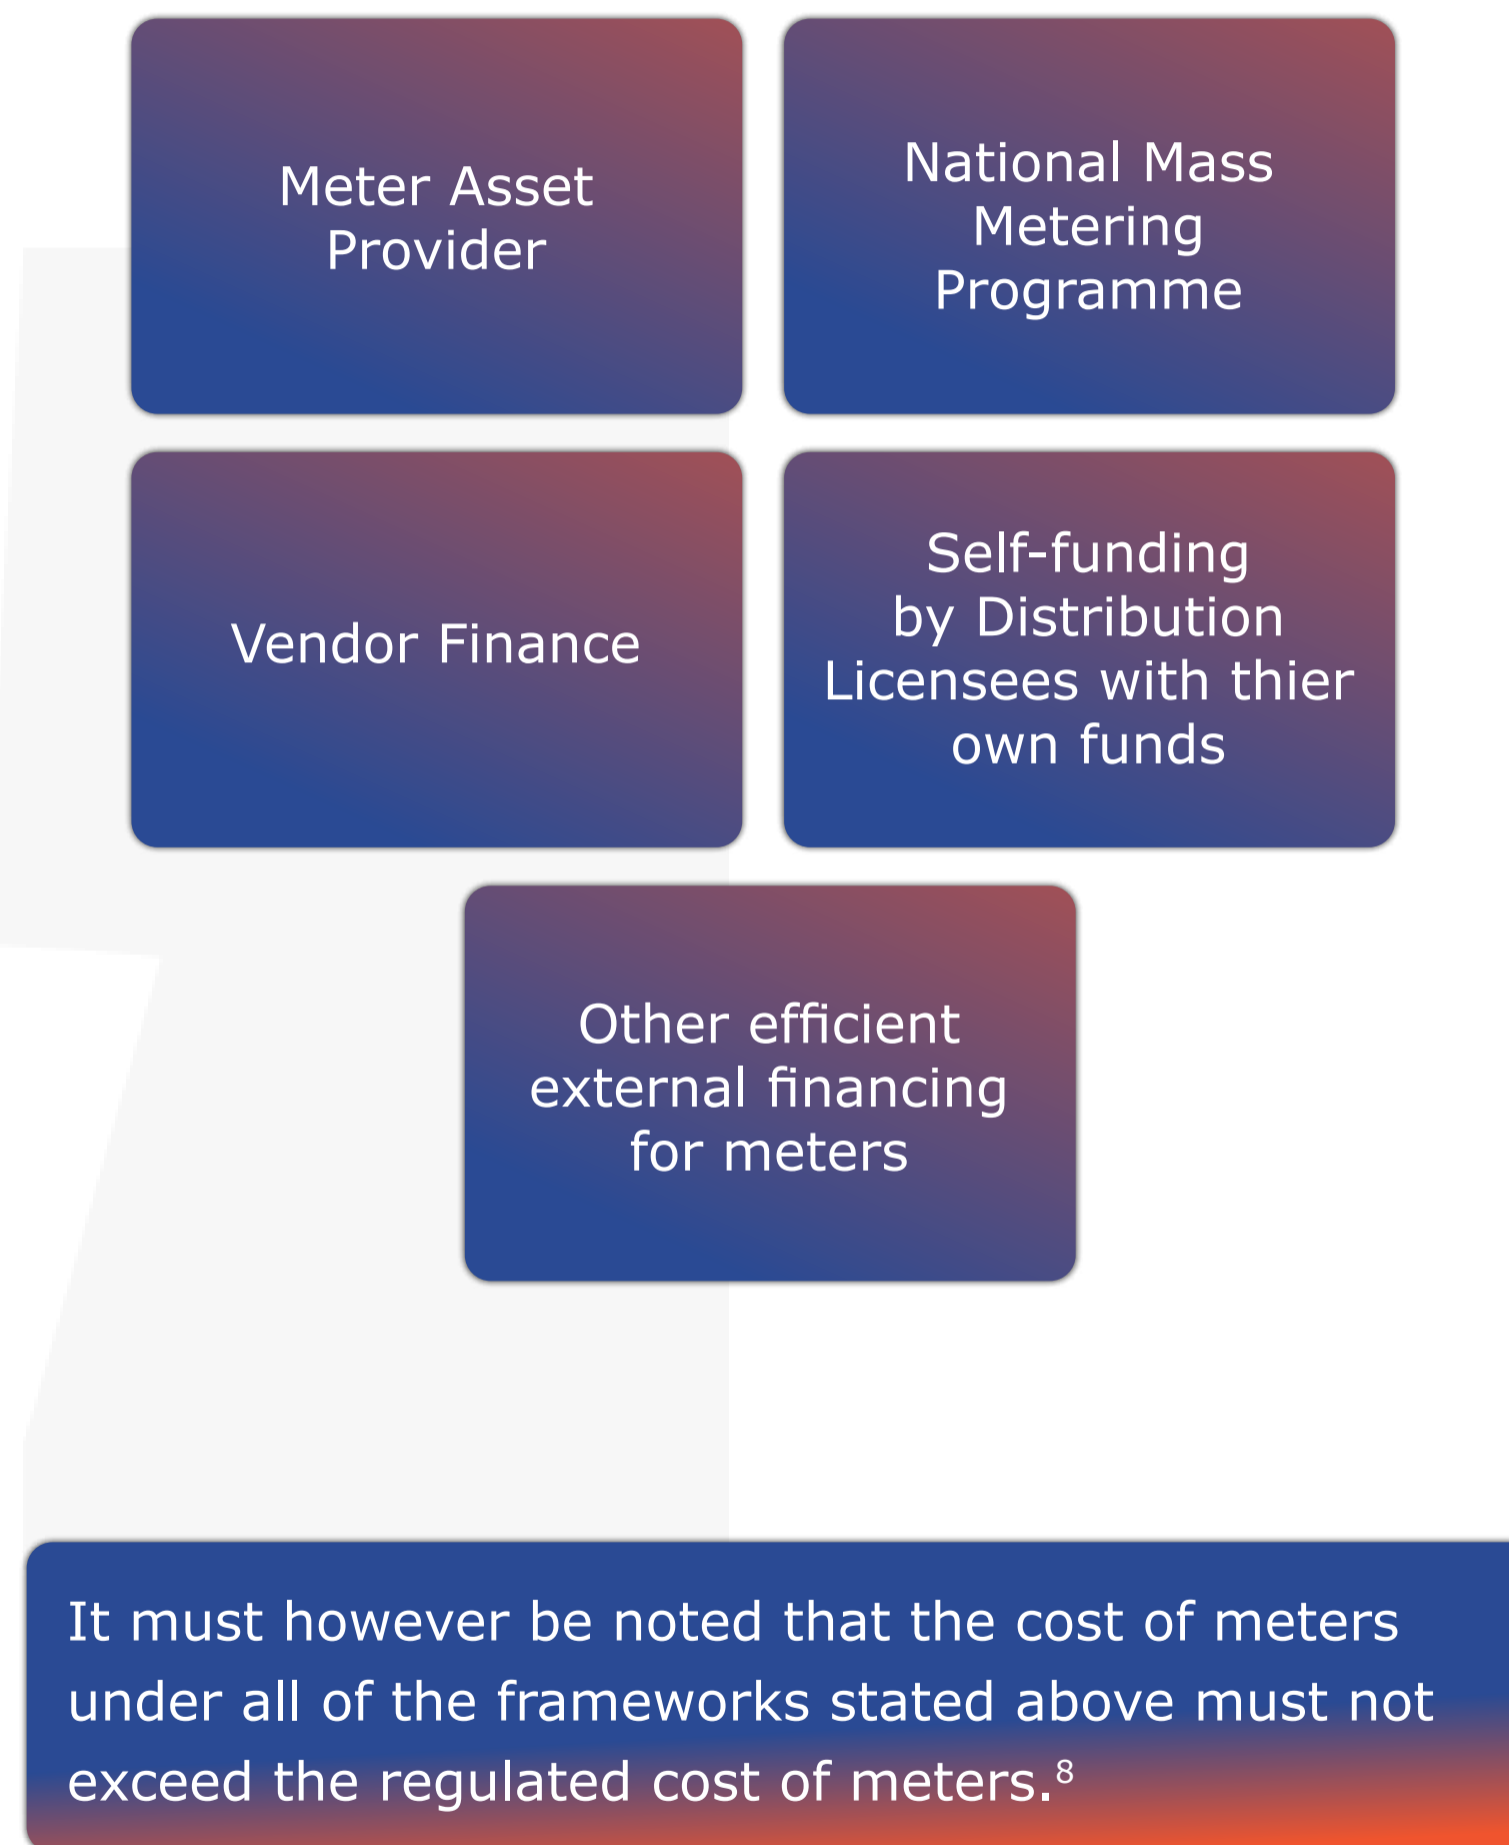 Meter Asset
Provider
National Mass
Metering
Programme
Vendor Finance
Self-funding
by Distribution
Licensees with thier
own funds
Other efficient
external financing
for meters
It must however be noted that the cost of meters
under all of the frameworks stated above must not
exceed the regulated cost of meters.⁸